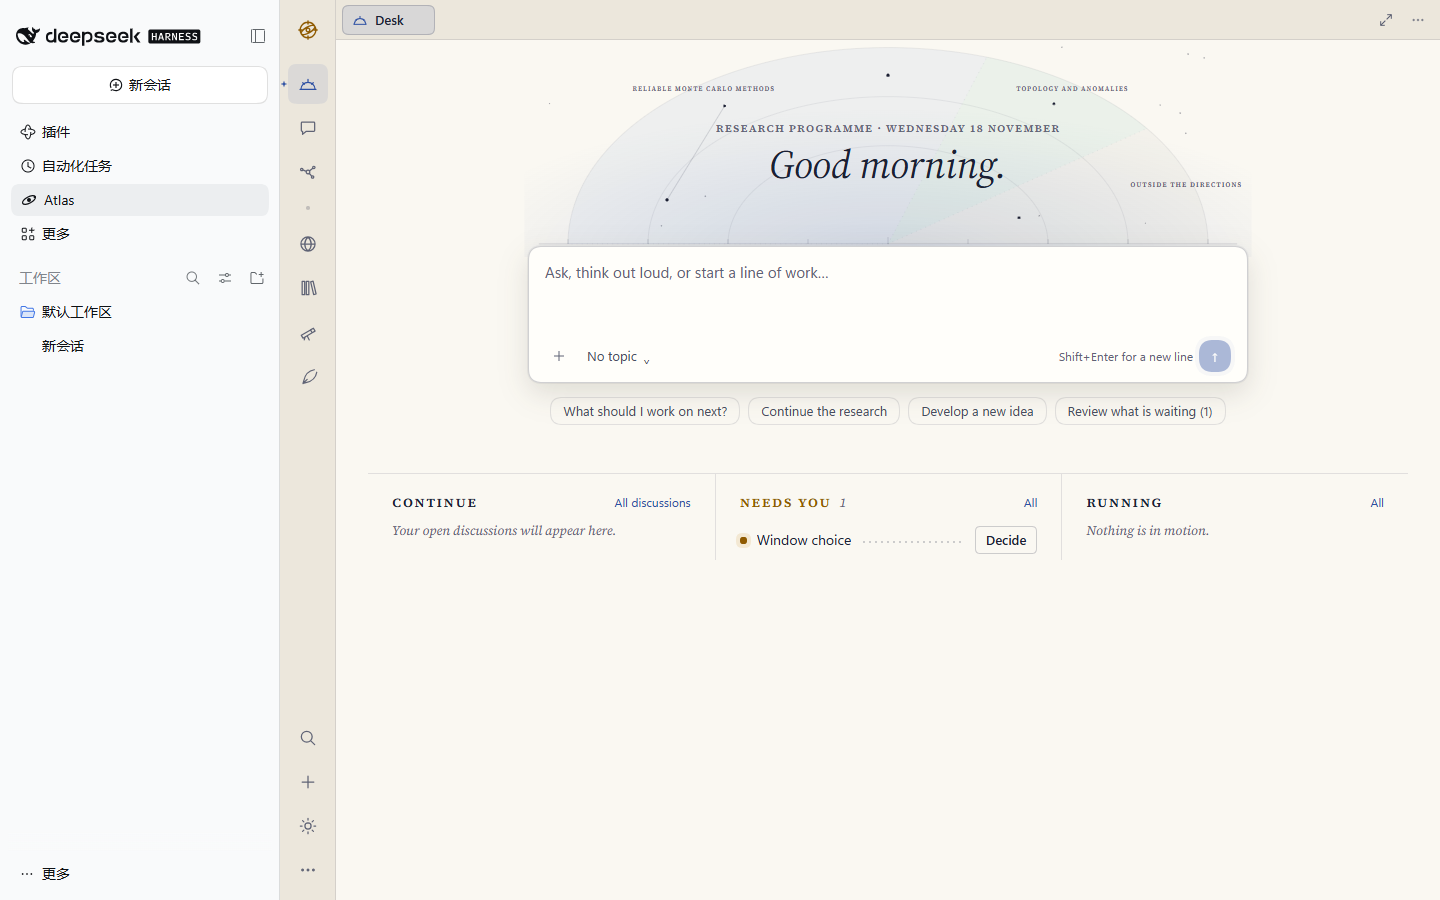 deepseek HARNESS
新会话
插件
自动化任务
Atlas
更多
工作区
默认工作区
新会话
更多
Desk
RELIABLE MONTE CARLO METHODS
TOPOLOGY AND ANOMALIES
RESEARCH PROGRAMME · WEDNESDAY 18 NOVEMBER
Good morning.
OUTSIDE THE DIRECTIONS
Ask, think out loud, or start a line of work...
No topic
Shift+Enter for a new line
What should I work on next?
Continue the research
Develop a new idea
Review what is waiting (1)
CONTINUE
All discussions
Your open discussions will appear here.
NEEDS YOU 1
All
Window choice
Decide
RUNNING
All
Nothing is in motion.